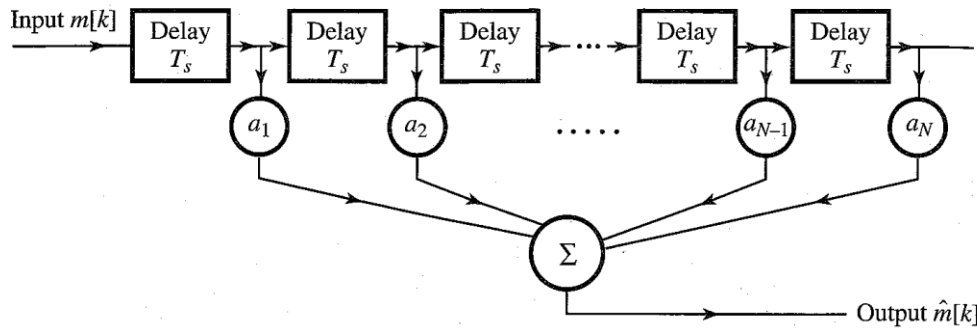 Input m[k]
Delay T_s
Delay T_s
Delay T_s
...
Delay T_s
Delay T_s
a_1
a_2
.....
a_{N-1}
a_N
Σ
Output m̂[k]